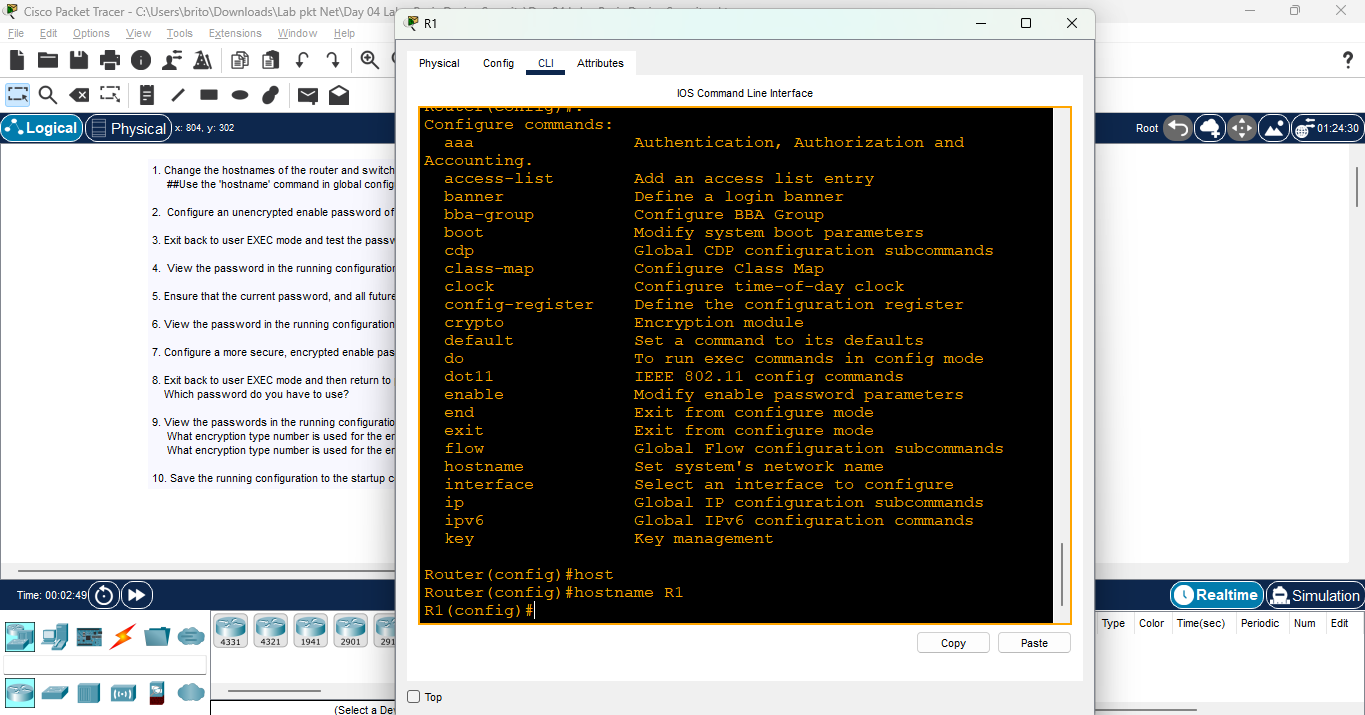 Cisco Packet Tracer - C:\Users\brito\Downloads\Lab pkt Net\Day 04 Lab
R1
File Edit Options View Tools Extensions Window Help
Physical Config CLI Attributes
IOS Command Line Interface
Logical Physical x: 804, y: 302
Root 01:24:30
1. Change the hostnames of the router and switch
##Use the 'hostname' command in global config
2. Configure an unencrypted enable password of
3. Exit back to user EXEC mode and test the passw
4. View the password in the running configuration
5. Ensure that the current password, and all future
6. View the password in the running configuration
7. Configure a more secure, encrypted enable pas
8. Exit back to user EXEC mode and then return to
Which password do you have to use?
9. View the passwords in the running configuratio
What encryption type number is used for the er
What encryption type number is used for the er
10. Save the running configuration to the startup c
Router(config)#?
Configure commands:
aaa Authentication, Authorization and
Accounting.
access-list Add an access list entry
banner Define a login banner
bba-group Configure BBA Group
boot Modify system boot parameters
cdp Global CDP configuration subcommands
class-map Configure Class Map
clock Configure time-of-day clock
config-register Define the configuration register
crypto Encryption module
default Set a command to its defaults
do To run exec commands in config mode
dot11 IEEE 802.11 config commands
enable Modify enable password parameters
end Exit from configure mode
exit Exit from configure mode
flow Global Flow configuration subcommands
hostname Set system's network name
interface Select an interface to configure
ip Global IP configuration subcommands
ipv6 Global IPv6 configuration commands
key Key management
Router(config)#host
Router(config)#hostname R1
R1(config)#
Copy Paste
Top
Time: 00:02:49
Realtime Simulation
4331 4321 1941 2901 291
Type Color Time(sec) Periodic Num Edit
(Select a De